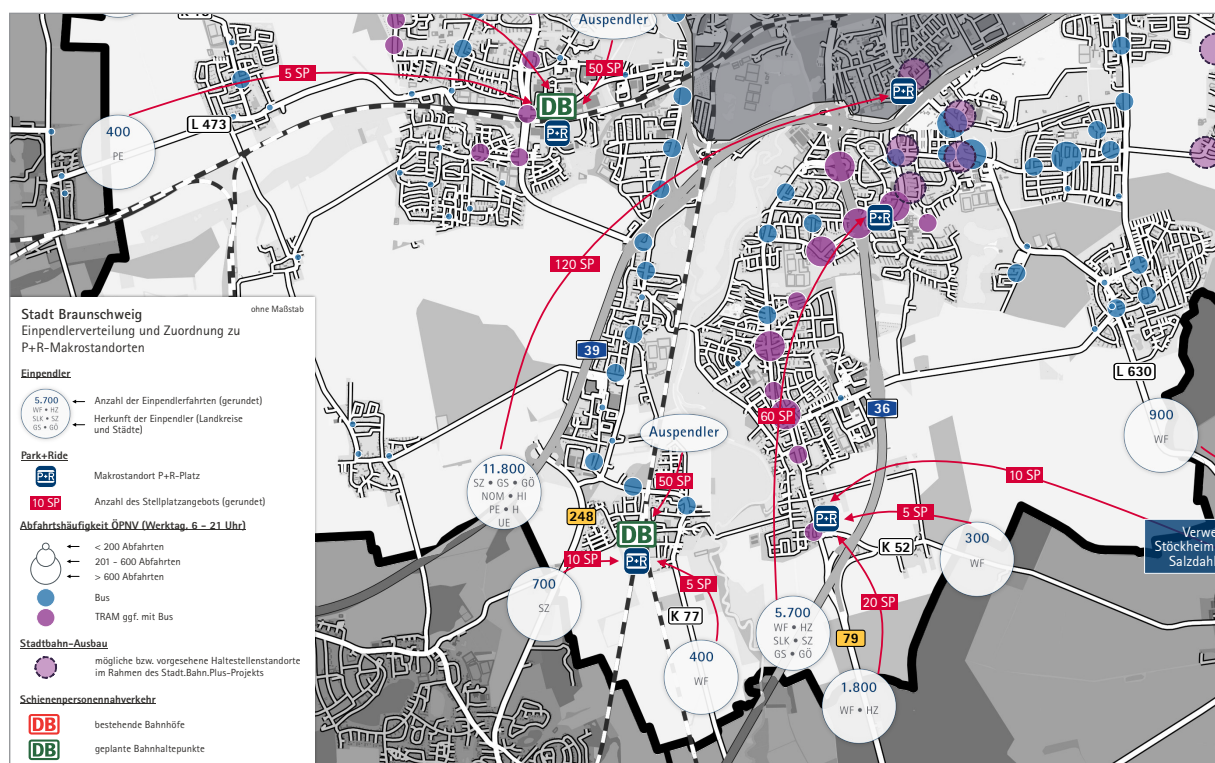 Auspendler
5 SP
50 SP
DB
P+R
P+R
400
PE
L 473
P+R
120 SP
Stadt Braunschweig
ohne Maßstab
Einpendlerverteilung und Zuordnung zu
P+R-Makrostandorten
Einpendler
5.700
WF • HZ
SLK • SZ
GS • GÖ
Anzahl der Einpendlerfahrten (gerundet)
Herkunft der Einpendler (Landkreise
und Städte)
Park+Ride
P+R
Makrostandort P+R-Platz
10 SP
Anzahl des Stellplatzangebots (gerundet)
Abfahrtshäufigkeit ÖPNV (Werktag, 6 - 21 Uhr)
< 200 Abfahrten
201 - 600 Abfahrten
> 600 Abfahrten
Bus
TRAM ggf. mit Bus
Stadtbahn-Ausbau
mögliche bzw. vorgesehene Haltestellenstandorte
im Rahmen des Stadt.Bahn.Plus-Projekts
Schienenpersonennahverkehr
DB
bestehende Bahnhöfe
DB
geplante Bahnhaltepunkte
39
L 630
36
60 SP
900
WF
Auspendler
11.800
SZ • GS • GÖ
NOM • HI
PE • H
UE
50 SP
10 SP
248
DB
P+R
10 SP
5 SP
P+R
K 52
300
WF
Verwe
Stöckheim
Salzdahl
700
SZ
5 SP
K 77
400
WF
5.700
WF • HZ
SLK • SZ
GS • GÖ
20 SP
79
1.800
WF • HZ